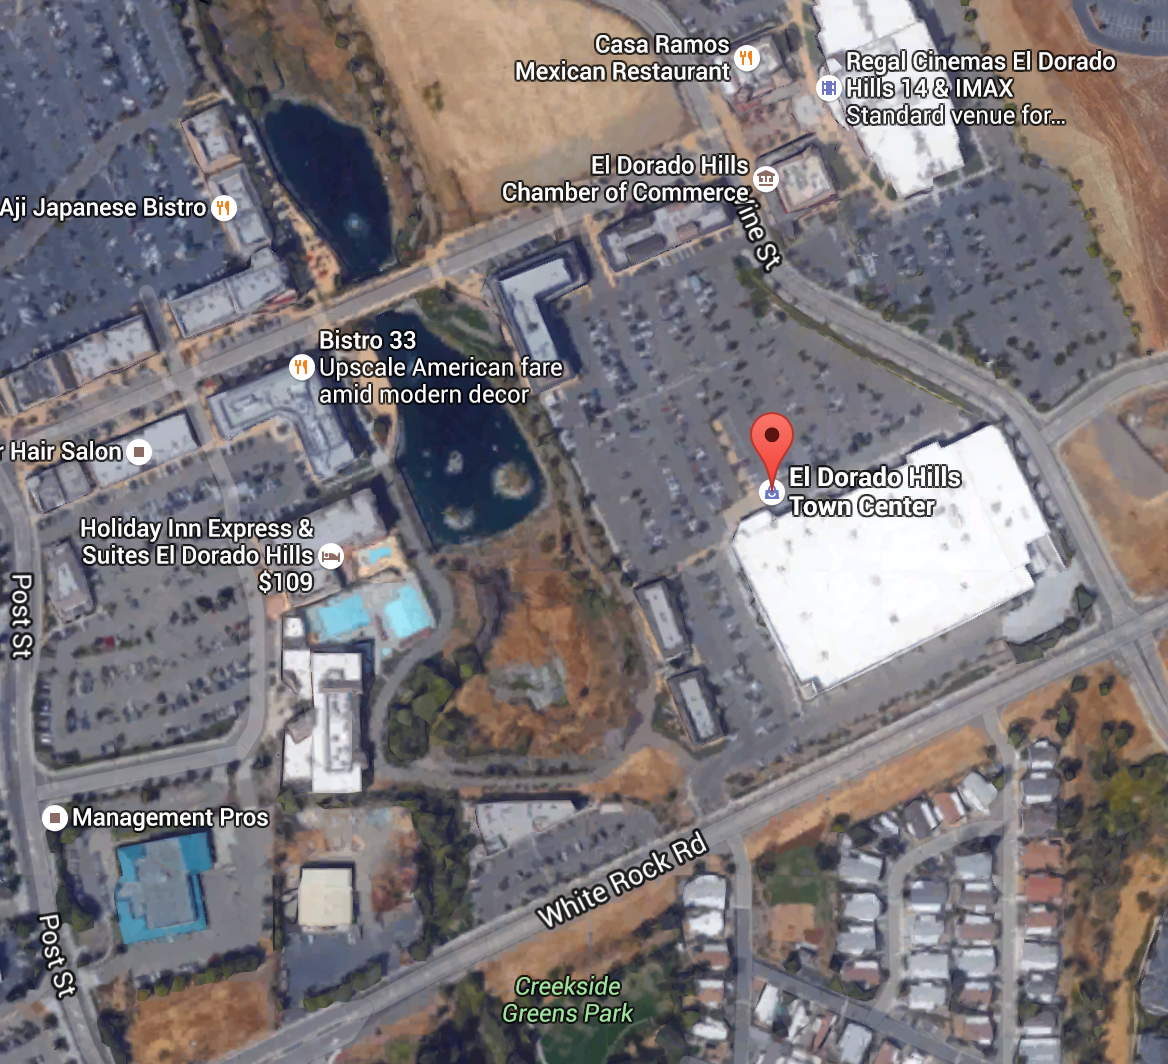 Casa Ramos
Mexican Restaurant
Regal Cinemas El Dorado
Hills 14 & IMAX
Standard venue for...
El Dorado Hills
Chamber of Commerce
Aji Japanese Bistro
Vine St
Bistro 33
Upscale American fare
amid modern decor
r Hair Salon
El Dorado Hills
Town Center
Holiday Inn Express &
Suites El Dorado Hills
$109
Post St
Management Pros
White Rock Rd
Post St
Creekside
Greens Park